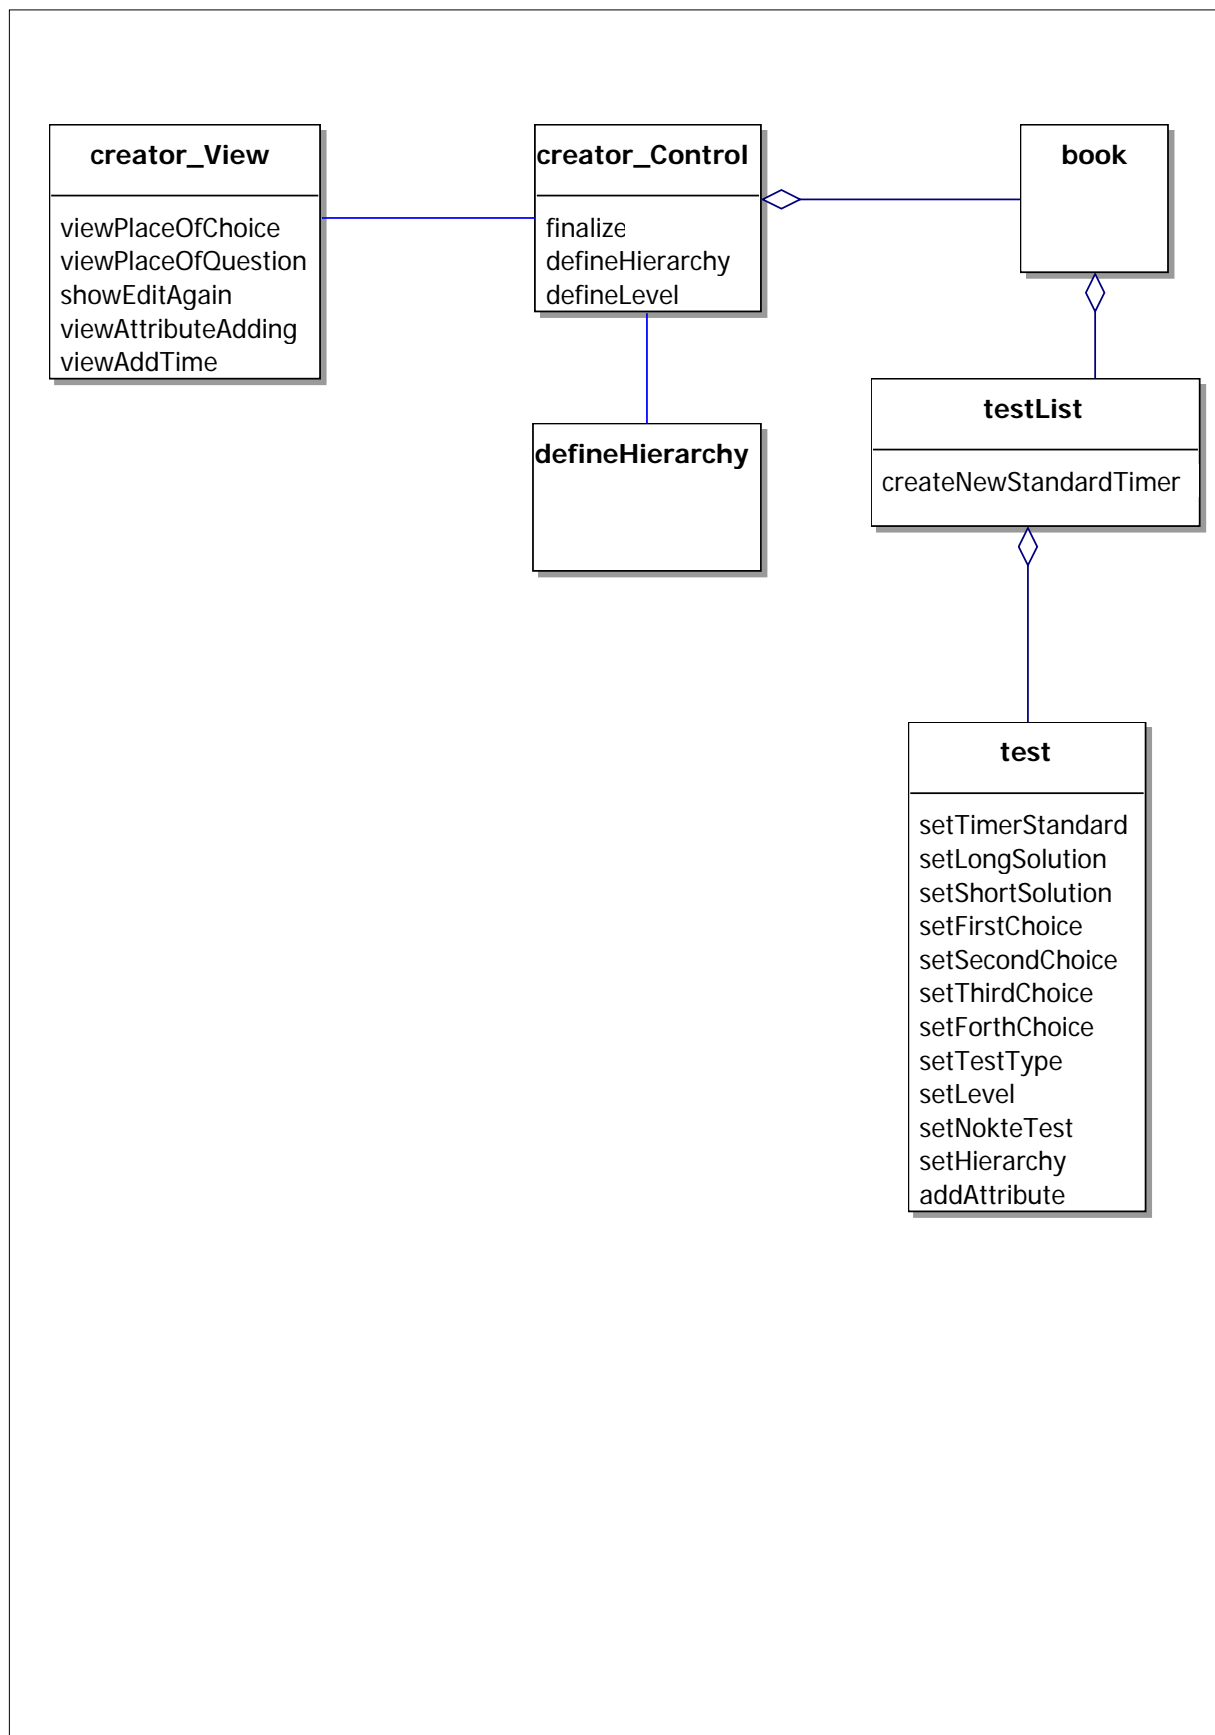 creator_View
viewPlaceOfChoice
viewPlaceOfQuestion
showEditAgain
viewAttributeAdding
viewAddTime
creator_Control
finalize
defineHierarchy
defineLevel
book
defineHierarchy
testList
createNewStandardTimer
test
setTimerStandard
setLongSolution
setShortSolution
setFirstChoice
setSecondChoice
setThirdChoice
setForthChoice
setTestType
setLevel
setNokteTest
setHierarchy
addAttribute